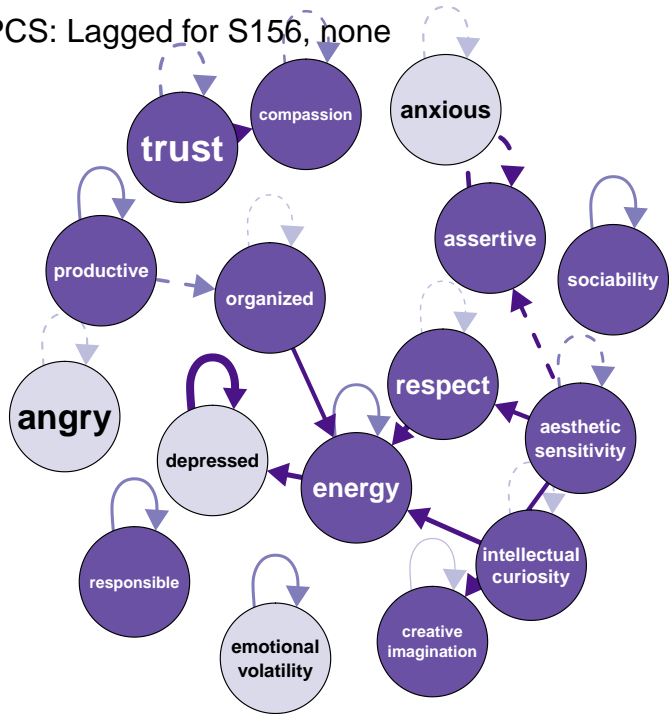 PCS: Lagged for S156, none
trust
compassion
anxious
productive
organized
assertive
sociability
angry
depressed
respect
energy
aesthetic
sensitivity
responsible
intellectual
curiosity
emotional
volatility
creative
imagination